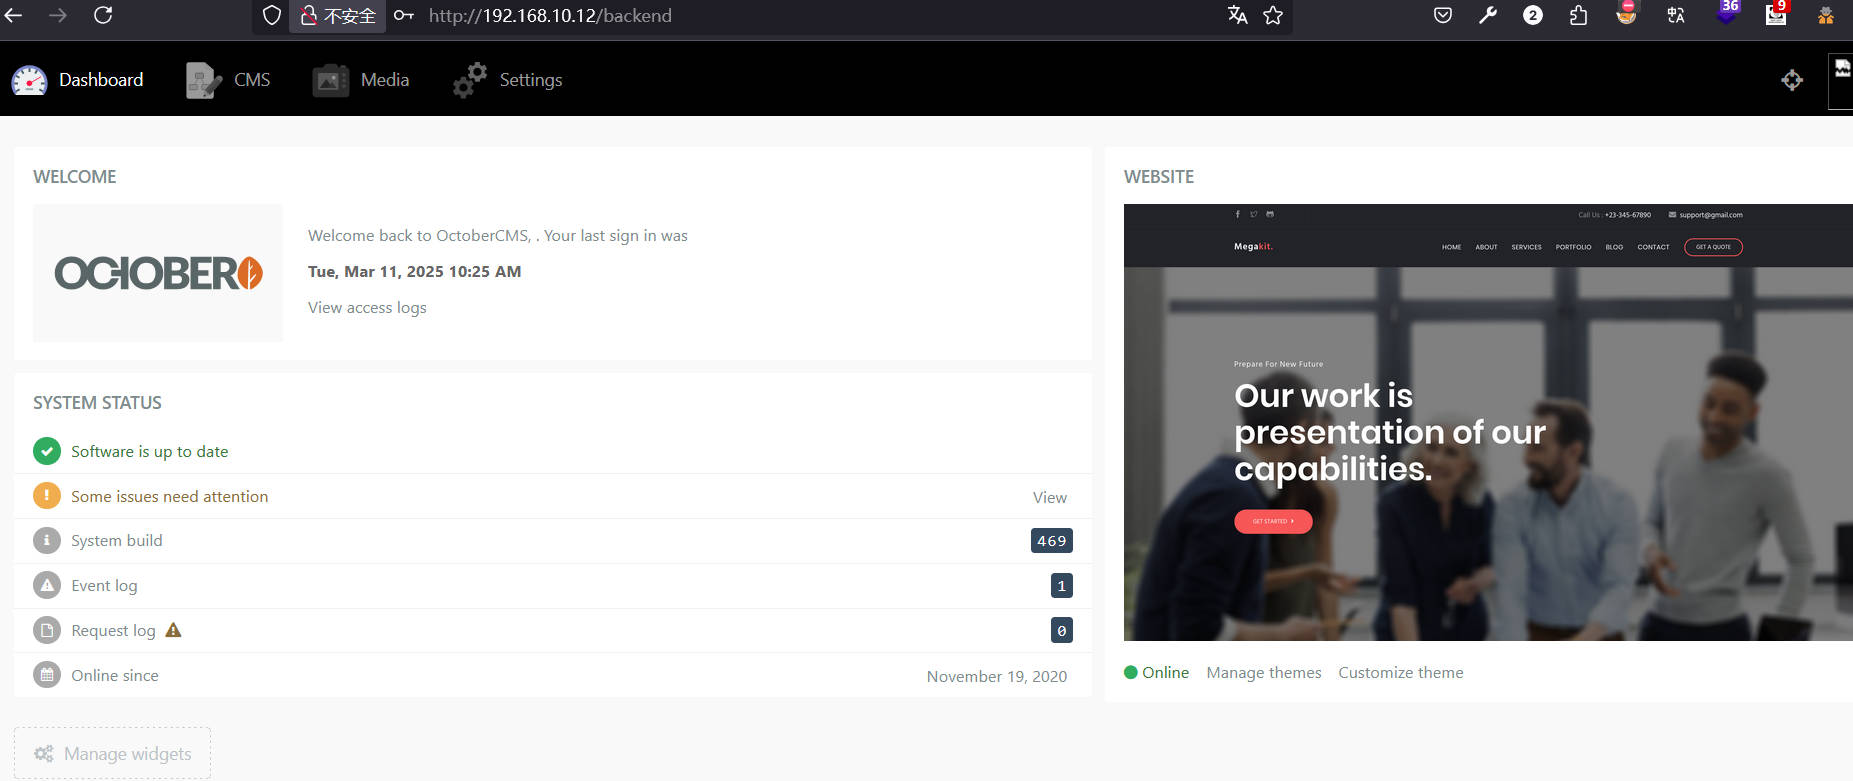 不安全
http://192.168.10.12/backend
2
36
9
Dashboard
CMS
Media
Settings
WELCOME
OCTOBER
Welcome back to OctoberCMS, . Your last sign in was
Tue, Mar 11, 2025 10:25 AM
View access logs
SYSTEM STATUS
Software is up to date
Some issues need attention
View
System build
469
Event log
1
Request log
0
Online since
November 19, 2020
Manage widgets
WEBSITE
Call Us : +23-345-67890
support@gmail.com
Megakit.
HOME
ABOUT
SERVICES
PORTFOLIO
BLOG
CONTACT
GET A QUOTE
Prepare For New Future
Our work is
presentation of our
capabilities.
GET STARTED
Online
Manage themes
Customize theme